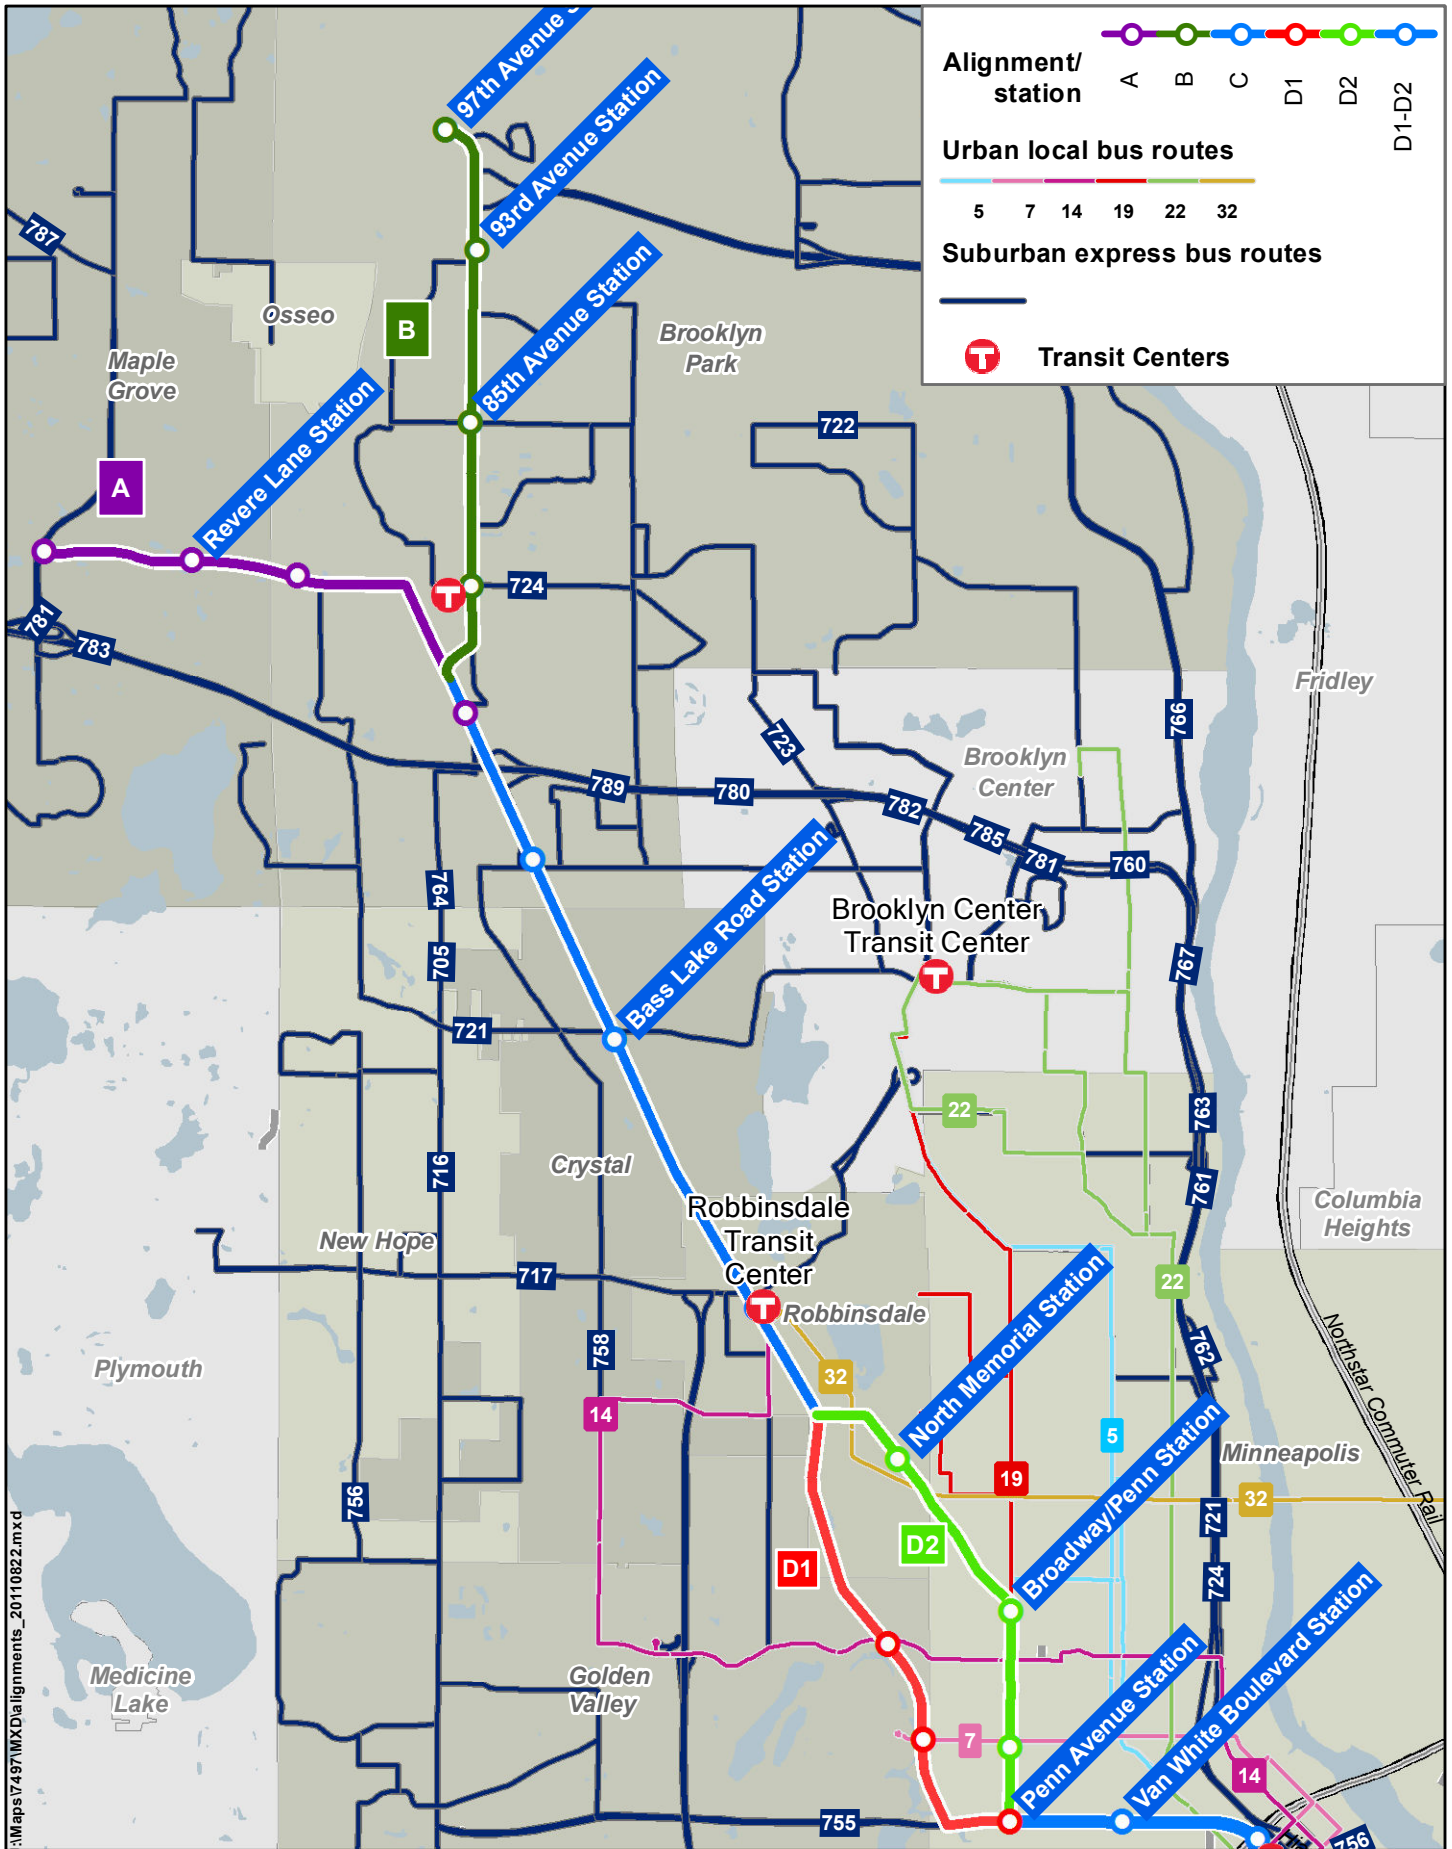 97th Avenue
93rd Avenue Station
85th Avenue Station
Revere Lane Station
Alignment/
station
A
B
C
D1
D2
D1-D2
Urban local bus routes
5
7
14
19
22
32
Suburban express bus routes
Transit Centers
787
Osseo
Maple
Grove
B
Brooklyn
Park
A
722
724
781
783
Fridley
766
723
Brooklyn
Center
789
780
782
785
781
760
764
Bass Lake Road Station
Brooklyn Center
Transit Center
705
767
721
22
763
716
Crystal
761
Columbia
Heights
Robbinsdale
Transit
Center
New Hope
717
22
Robbinsdale
North Memorial Station
758
762
Northstar Commuter Rail
Plymouth
32
14
5
Broadway/Penn Station
Minneapolis
19
32
756
721
D2
D1
724
Golden
Valley
Medicine
Lake
Penn Avenue Station
Van White Boulevard Station
7
14
755
756
:\Maps\7497\MXD\alignments_20110822.mxd